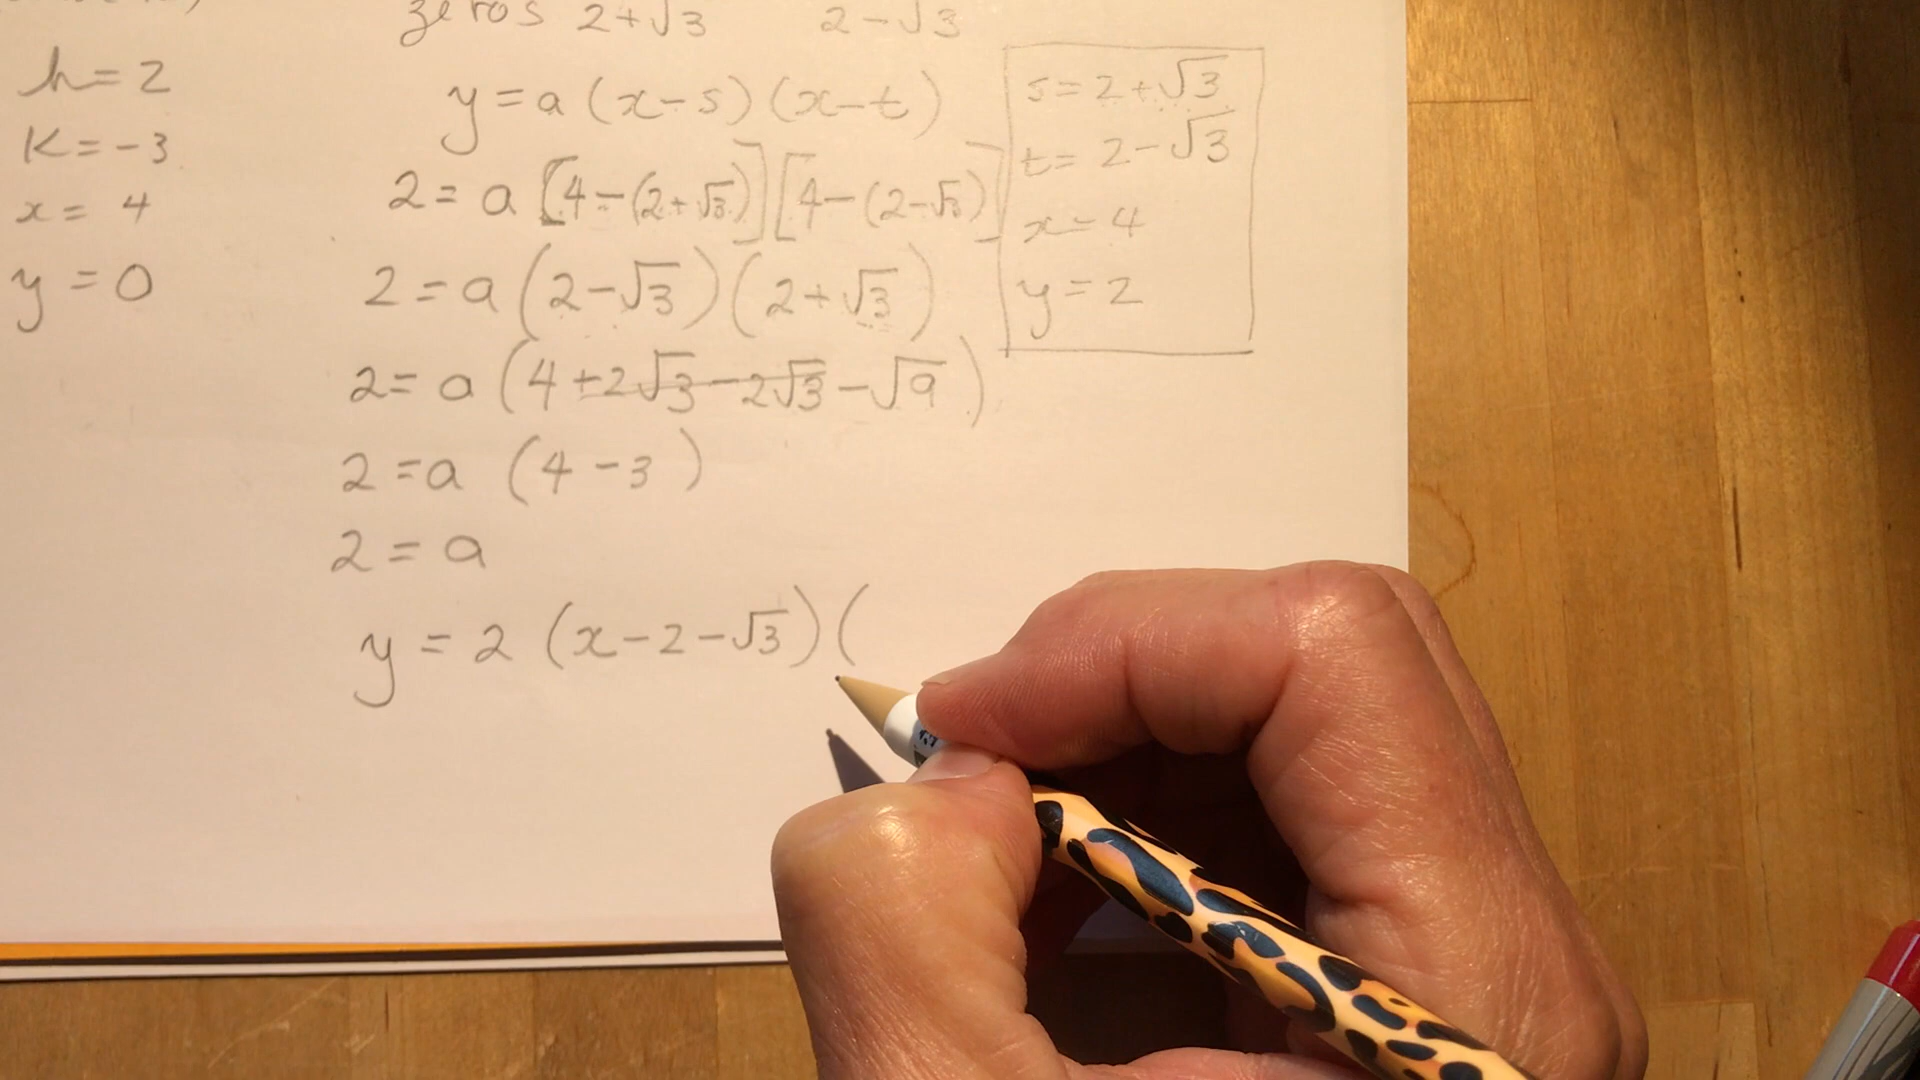 zeros 2+√3 2-√3
h=2
K=-3
x=4
y=0
y=a(x-s)(x-t)
2=a[4-(2+√3)][4-(2-√3)]
2=a(2-√3)(2+√3)
2=a(4+2√3-2√3-√9)
2=a(4-3)
2=a
y=2(x-2-√3)(
s=2+√3
t=2-√3
x=4
y=2